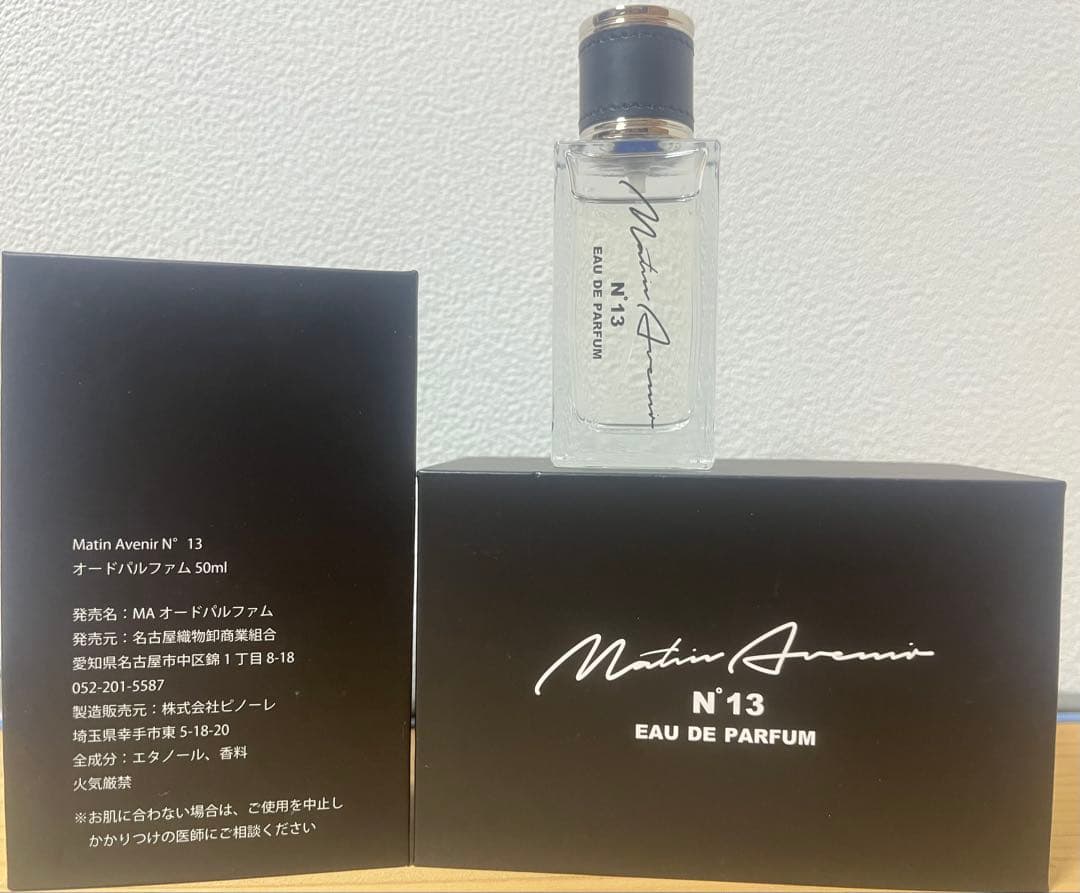 Matin Avenir
N°13
EAU DE PARFUM
Matin Avenir N° 13
オードパルファム 50ml
発売名：MA オードパルファム
発売元：名古屋織物卸商業組合
愛知県名古屋市中区錦 1 丁目 8-18
052-201-5587
製造販売元：株式会社ピノーレ
埼玉県幸手市東 5-18-20
全成分：エタノール、香料
火気厳禁
※お肌に合わない場合は、ご使用を中止し
かかりつけの医師にご相談ください
Matin Avenir
N°13
EAU DE PARFUM